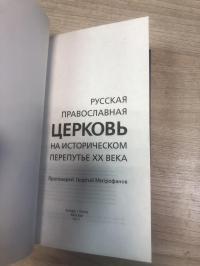 РУССКАЯ
ПРАВОСЛАВНАЯ
ЦЕРКОВЬ
НА ИСТОРИЧЕСКОМ
ПЕРЕПУТЬЕ XX ВЕКА
Протоиерей Георгий Митрофанов